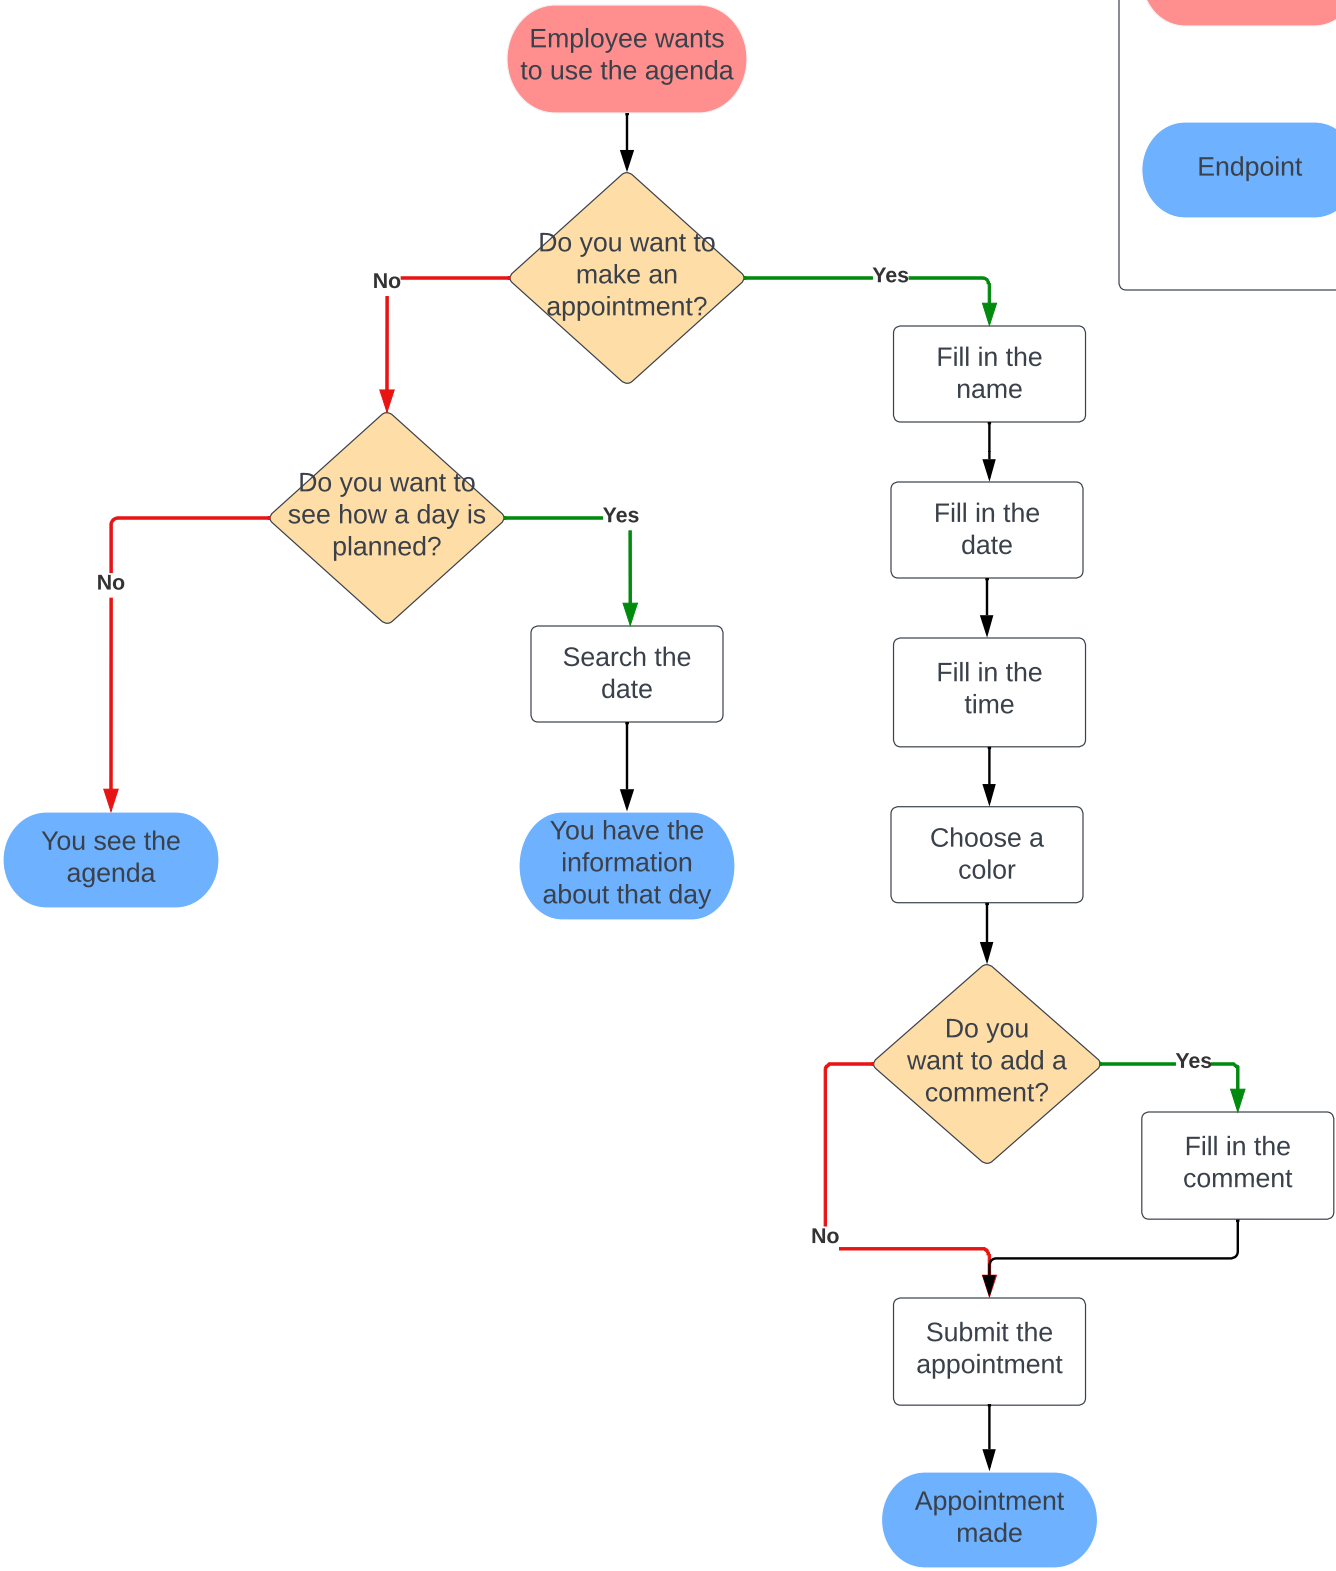 Employee wants
to use the agenda
Endpoint
Do you want to
make an
appointment?
No
Yes
Fill in the
name
Do you want to
see how a day is
planned?
Yes
No
Fill in the
date
Search the
date
Fill in the
time
You see the
agenda
You have the
information
about that day
Choose a
color
Do you
want to add a
comment?
Yes
Fill in the
comment
No
Submit the
appointment
Appointment
made